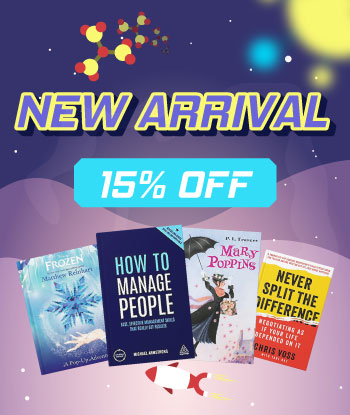 NEW ARRIVAL
15% OFF
FROZEN
Matthew Reinhart
A Pop-Up Adventure
HOW TO
MANAGE
PEOPLE
MICHAEL ARMSTRONG
P. L. Travers
Mary
Poppins
NEVER
SPLIT THE
DIFFERENCE
NEGOTIATING AS
IF YOUR LIFE
DEPENDED ON IT
CHRIS VOSS